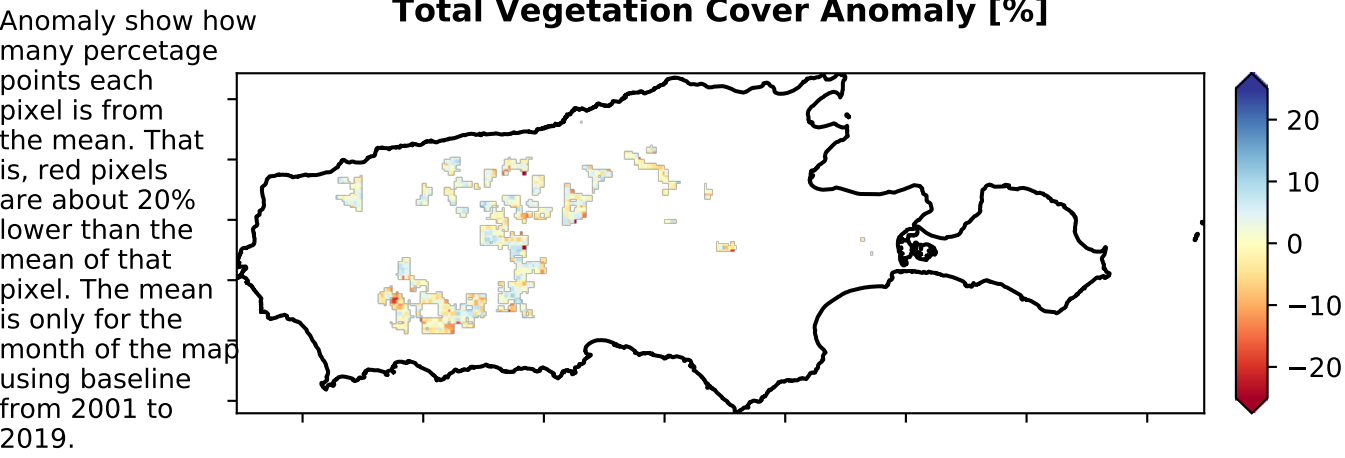 Total Vegetation Cover Anomaly [%]
Anomaly show how
many percetage
points each
pixel is from
the mean. That
is, red pixels
are about 20%
lower than the
mean of that
pixel. The mean
is only for the
month of the map
using baseline
from 2001 to
2019.
20
10
0
−10
−20